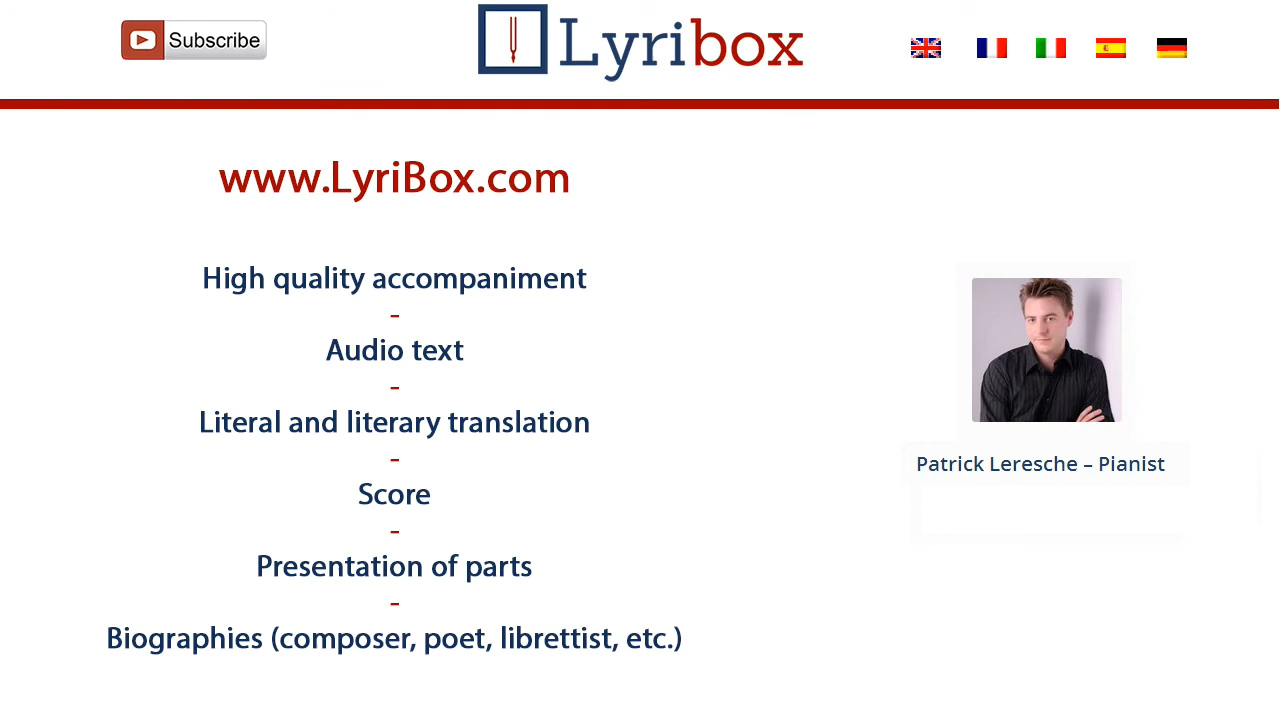 Subscribe
Lyribox
www.LyriBox.com
High quality accompaniment
-
Audio text
-
Literal and literary translation
-
Score
-
Presentation of parts
-
Biographies (composer, poet, librettist, etc.)
Patrick Leresche – Pianist